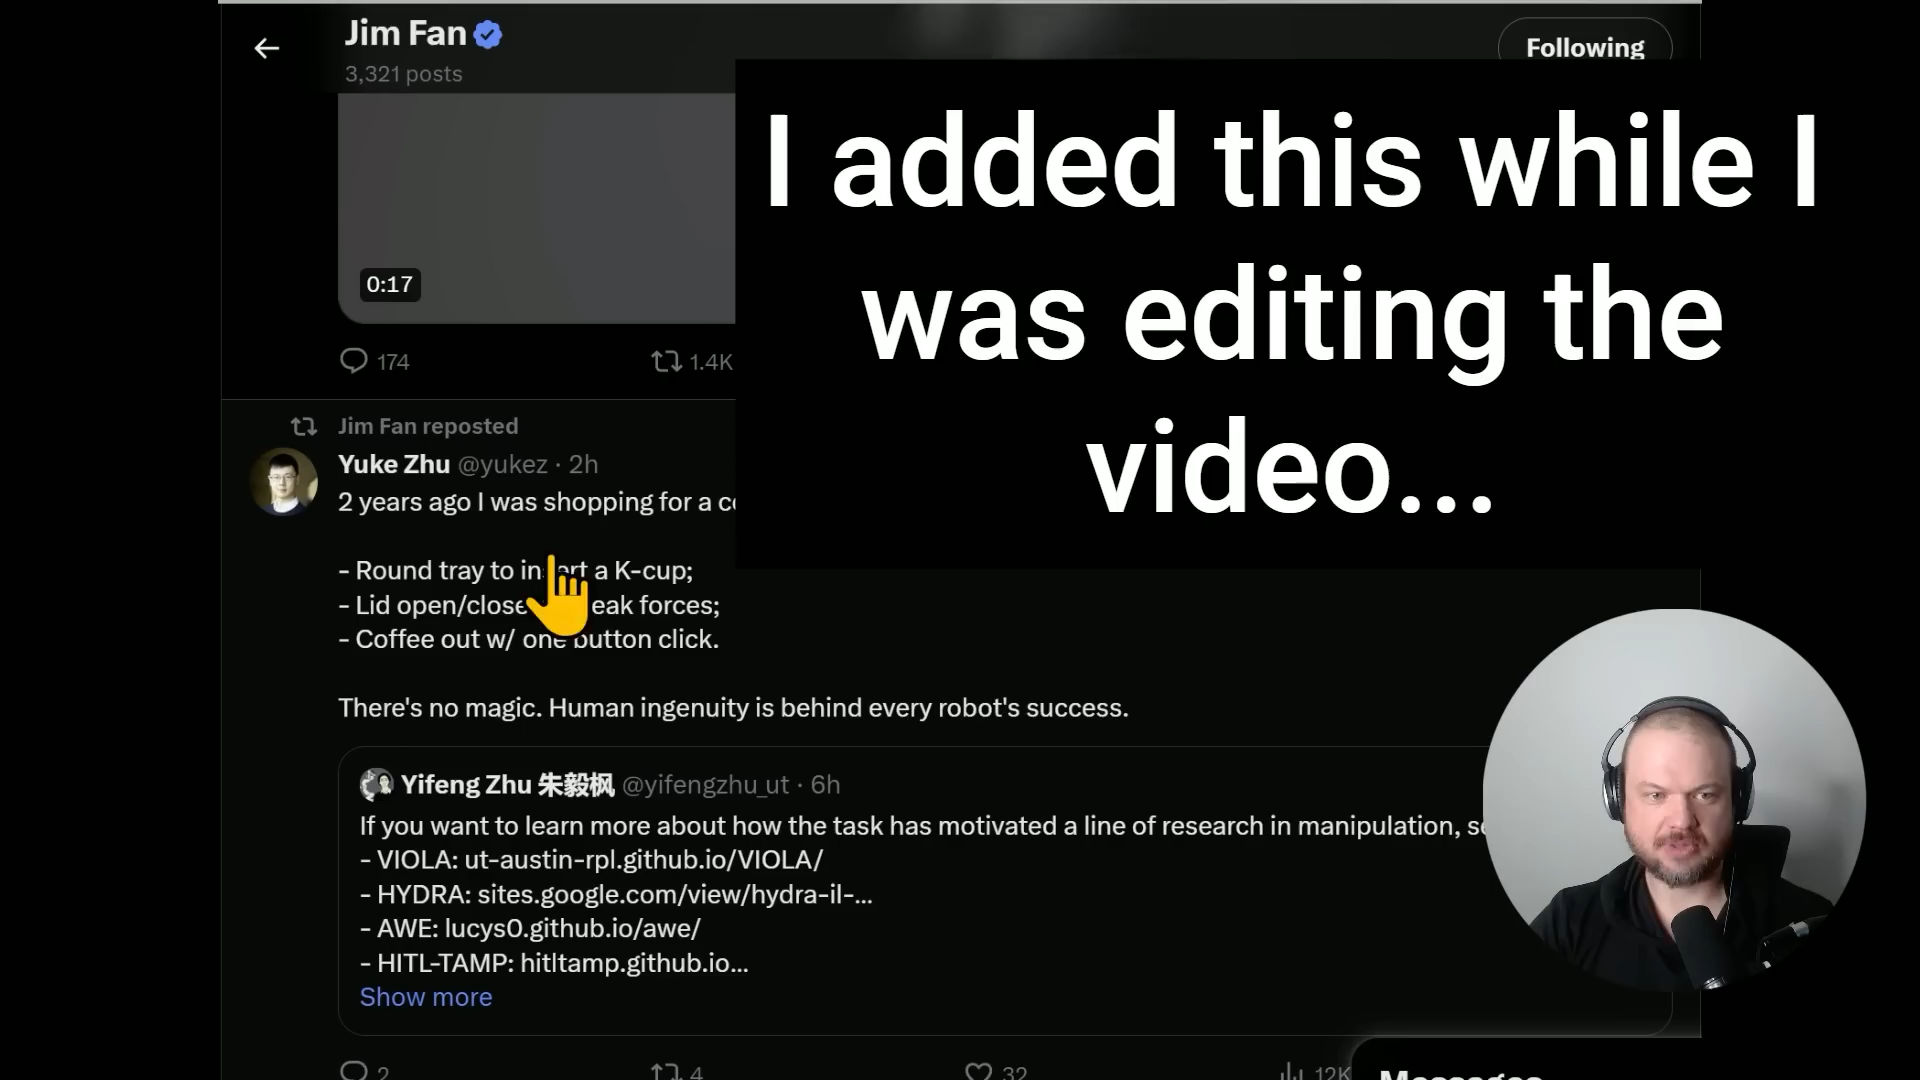 Jim Fan
3,321 posts
Following
I added this while I
was editing the
video...
0:17
174
1.4K
Jim Fan reposted
Yuke Zhu @yukez · 2h
2 years ago I was shopping for a
- Round tray to insert a K-cup;
- Lid open/close eak forces;
- Coffee out w/ one button click.
There's no magic. Human ingenuity is behind every robot's success.
Yifeng Zhu 朱毅枫 @yifengzhu_ut · 6h
If you want to learn more about how the task has motivated a line of research in manipulation,
- VIOLA: ut-austin-rpl.github.io/VIOLA/
- HYDRA: sites.google.com/view/hydra-il-...
- AWE: lucys0.github.io/awe/
- HITL-TAMP: hitltamp.github.io...
Show more
2
4
32
12K
Messages